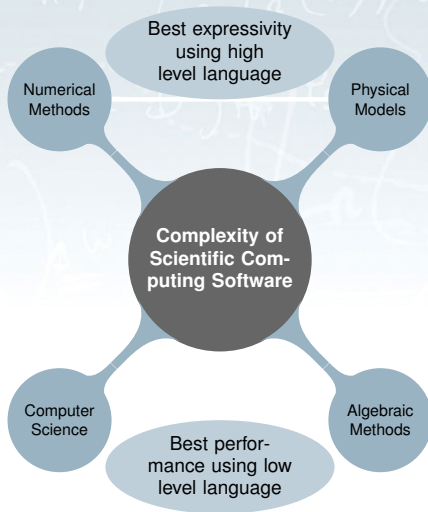 Best expressivity
using high
level language
Numerical
Methods
Physical
Models
Complexity of
Scientific Com-
puting Software
Computer
Science
Algebraic
Methods
Best perfor-
mance using low
level language